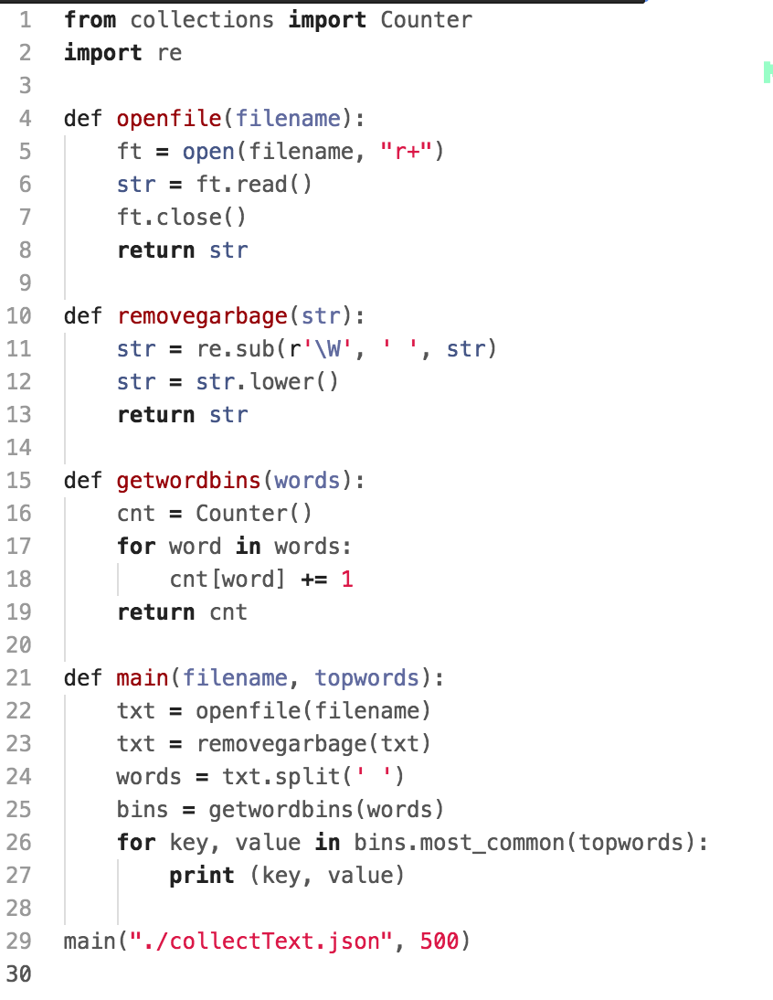 1 from collections import Counter
2 import re
3
4 def openfile(filename):
5     ft = open(filename, "r+")
6     str = ft.read()
7     ft.close()
8     return str
9
10 def removegarbage(str):
11     str = re.sub(r'\W', ' ', str)
12     str = str.lower()
13     return str
14
15 def getwordbins(words):
16     cnt = Counter()
17     for word in words:
18         cnt[word] += 1
19     return cnt
20
21 def main(filename, topwords):
22     txt = openfile(filename)
23     txt = removegarbage(txt)
24     words = txt.split(' ')
25     bins = getwordbins(words)
26     for key, value in bins.most_common(topwords):
27         print (key, value)
28
29 main("./collectText.json", 500)
30